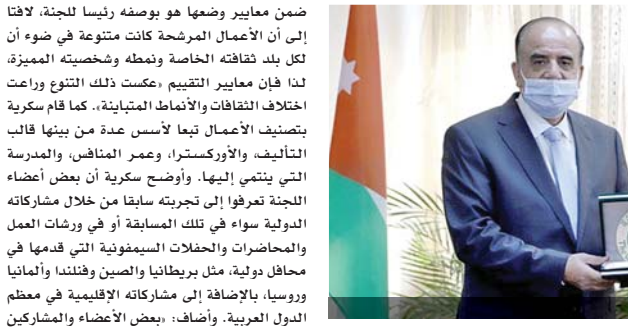 ضمن معايير وضعها هو بوصفه رئيسا للجنة، لافتا
إلى أن الأعمال المرشحة كانت متنوعة في ضوء أن
لكل بلد ثقافته الخاصة ونمطه وشخصيته المميزة،
لذا فإن معايير التقييم «عكست ذلك التنوع وراعت
اختلاف الثقافات والأنماط المتباينة». كما قام سكرية
بتصنيف الأعمال تبعا لأسس عدة من بينها قالب
التأليف، والأوركسترا، وعمر المنافس، والمدرسة
التي ينتمي إليها. وأوضح سكرية أن بعض أعضاء
اللجنة تعرفوا إلى تجربته سابقا من خلال مشاركاته
الدولية سواء في تلك المسابقة أو في ورشات العمل
والمحاضرات والحفلات السيمفونية التي قدمها في
محافل دولية، مثل بريطانيا والصين وفنلندا وألمانيا
وروسيا، بالإضافة إلى مشاركاته الإقليمية في معظم
الدول العربية. وأضاف: «بعض الأعضاء والمشاركين